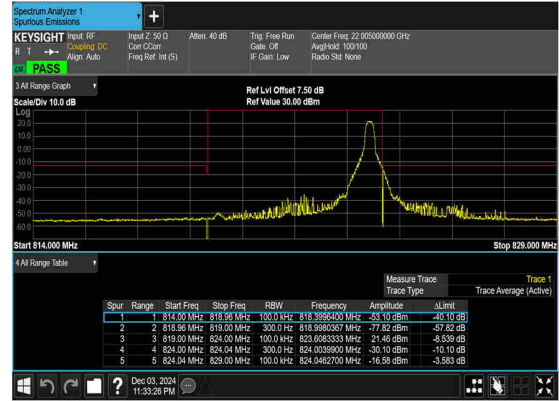 Spectrum Analyzer 1
Spurious Emissions
KEYSIGHT Input: RF Input Z: 50 Ω Atten: 40 dB Trig: Free Run Center Freq: 22.005000000 GHz
R T Coupling: DC Corr CCorr Gate: Off Avg|Hold: 100/100
Align: Auto Freq Ref: Int (S) IF Gain: Low Radio Std: None
PASS
3 All Range Graph
Ref Lvl Offset 7.50 dB
Scale/Div 10.0 dB Ref Value 30.00 dBm
Log
20.0
10.0
0.00
-10.0
-20.0
-30.0
-40.0
-50.0
-60.0
Start 814.000 MHz Stop 829.000 MHz
4 All Range Table
Measure Trace Trace 1
Trace Type Trace Average (Active)
Spur Range Start Freq Stop Freq RBW Frequency Amplitude ΔLimit
1 1 814.00 MHz 818.96 MHz 100.0 kHz 818.3996400 MHz -53.10 dBm -40.10 dB
2 2 818.96 MHz 819.00 MHz 300.0 Hz 818.9980367 MHz -77.82 dBm -57.82 dB
3 3 819.00 MHz 824.00 MHz 100.0 kHz 823.6083333 MHz 21.46 dBm -8.539 dB
4 4 824.00 MHz 824.04 MHz 300.0 Hz 824.0039900 MHz -30.10 dBm -10.10 dB
5 5 824.04 MHz 829.00 MHz 100.0 kHz 824.0462700 MHz -16.58 dBm -3.583 dB
Dec 03, 2024
11:33:26 PM